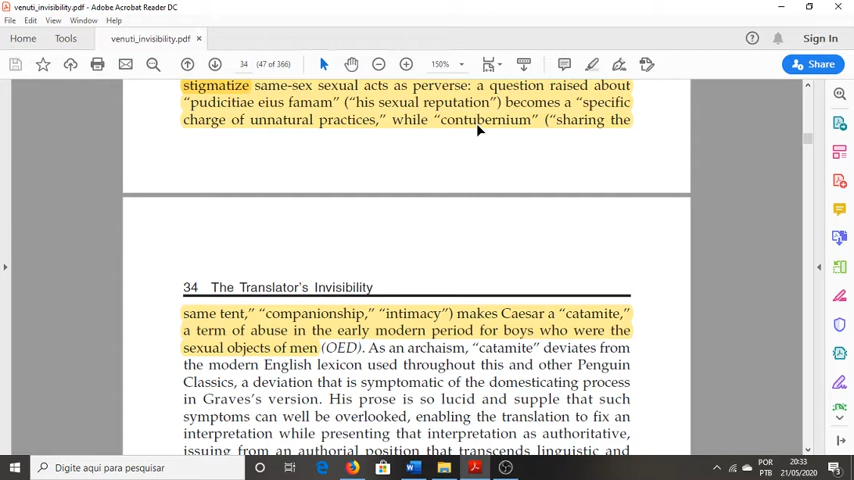 venuti_invisibility.pdf - Adobe Acrobat Reader DC
File Edit View Window Help
Home Tools venuti_invisibility.pdf × Sign In
34 (47 of 366) 150% Share
stigmatize same-sex sexual acts as perverse: a question raised about
"pudicitiae eius famam" ("his sexual reputation") becomes a "specific
charge of unnatural practices," while "contubernium" ("sharing the
34 The Translator's Invisibility
same tent," "companionship," "intimacy") makes Caesar a "catamite,"
a term of abuse in the early modern period for boys who were the
sexual objects of men (OED). As an archaism, "catamite" deviates from
the modern English lexicon used throughout this and other Penguin
Classics, a deviation that is symptomatic of the domesticating process
in Graves's version. His prose is so lucid and supple that such
symptoms can well be overlooked, enabling the translation to fix an
interpretation while presenting that interpretation as authoritative,
issuing from an authorial position that transcends linguistic and
Digite aqui para pesquisar
POR 20:33
PTB 21/05/2020